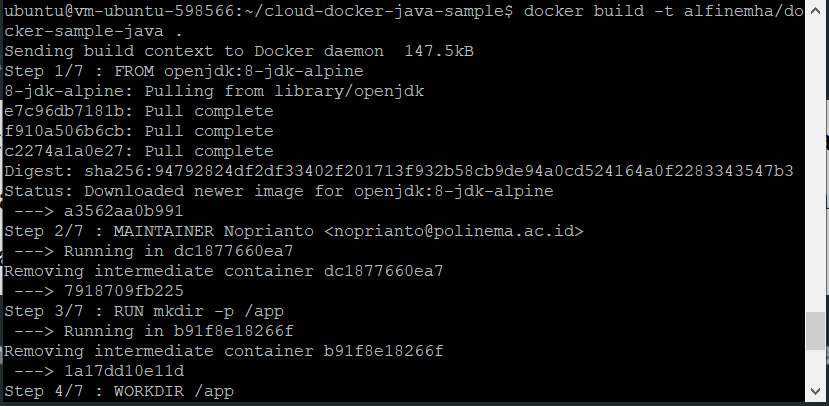 ubuntu@vm-ubuntu-598566:~/cloud-docker-java-sample$ docker build -t alfinemha/do
cker-sample-java .
Sending build context to Docker daemon  147.5kB
Step 1/7 : FROM openjdk:8-jdk-alpine
8-jdk-alpine: Pulling from library/openjdk
e7c96db7181b: Pull complete
f910a506b6cb: Pull complete
c2274a1a0e27: Pull complete
Digest: sha256:94792824df2df33402f201713f932b58cb9de94a0cd524164a0f2283343547b3
Status: Downloaded newer image for openjdk:8-jdk-alpine
 ---> a3562aa0b991
Step 2/7 : MAINTAINER Noprianto <noprianto@polinema.ac.id>
 ---> Running in dc1877660ea7
Removing intermediate container dc1877660ea7
 ---> 7918709fb225
Step 3/7 : RUN mkdir -p /app
 ---> Running in b91f8e18266f
Removing intermediate container b91f8e18266f
 ---> 1a17dd10e11d
Step 4/7 : WORKDIR /app